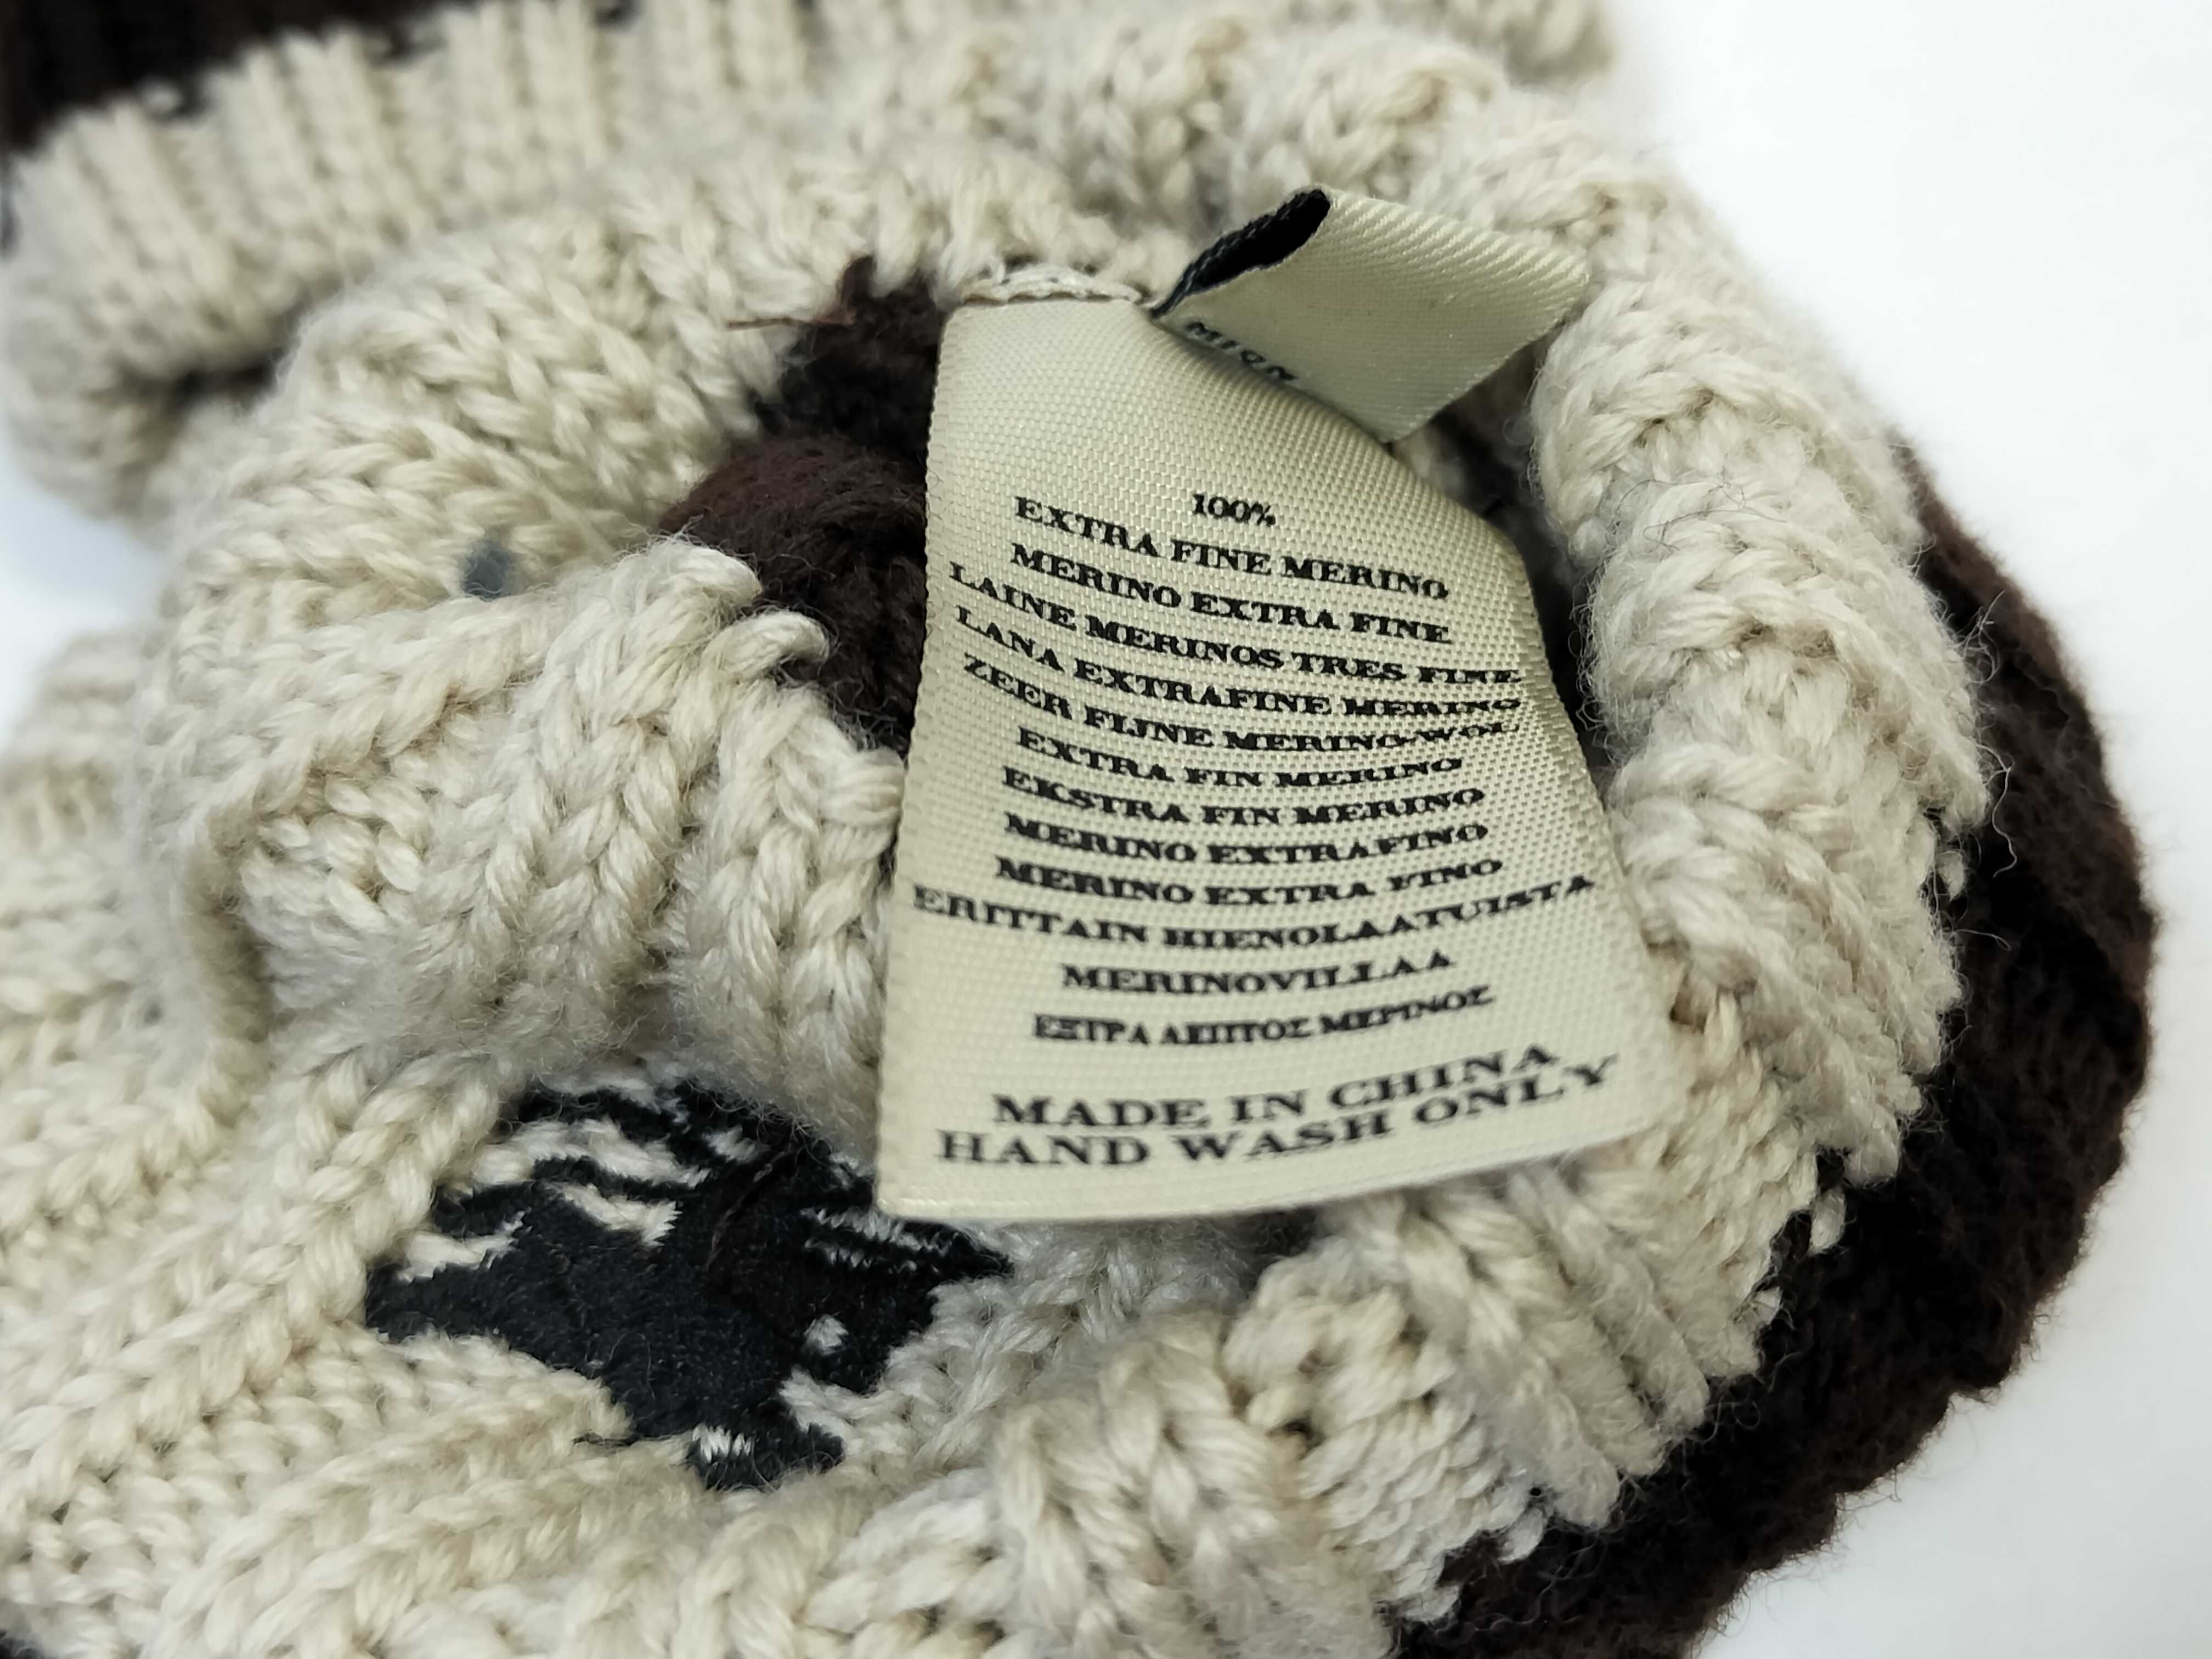 100%
EXTRA FINE MERINO
MERINO EXTRA FINE
LAINE MERINOS TRES FINE
LANA EXTRAFINE MERINO
ZEER FIJNE MERINO-WOL
EXTRA FIN MERINO
EKSTRA FIN MERINO
MERINO EXTRAFINO
MERINO EXTRA FINO
ERITTAIN HIENOLAATUISTA
MERINOVILLAA
ΕΞΤΡΑ ΛΕΠΤΟΣ ΜΕΡΙΝΟΣ
MADE IN CHINA
HAND WASH ONLY